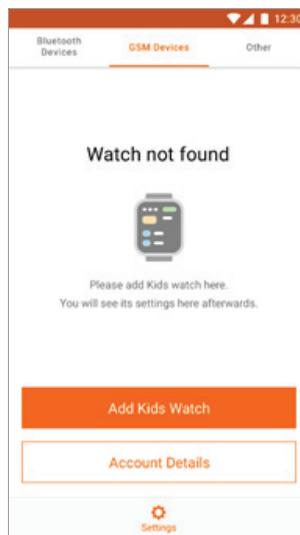 12:30
Bluetooth
Devices
GSM Devices
Other
Watch not found
Please add Kids watch here.
You will see its settings here afterwards.
Add Kids Watch
Account Details
Settings